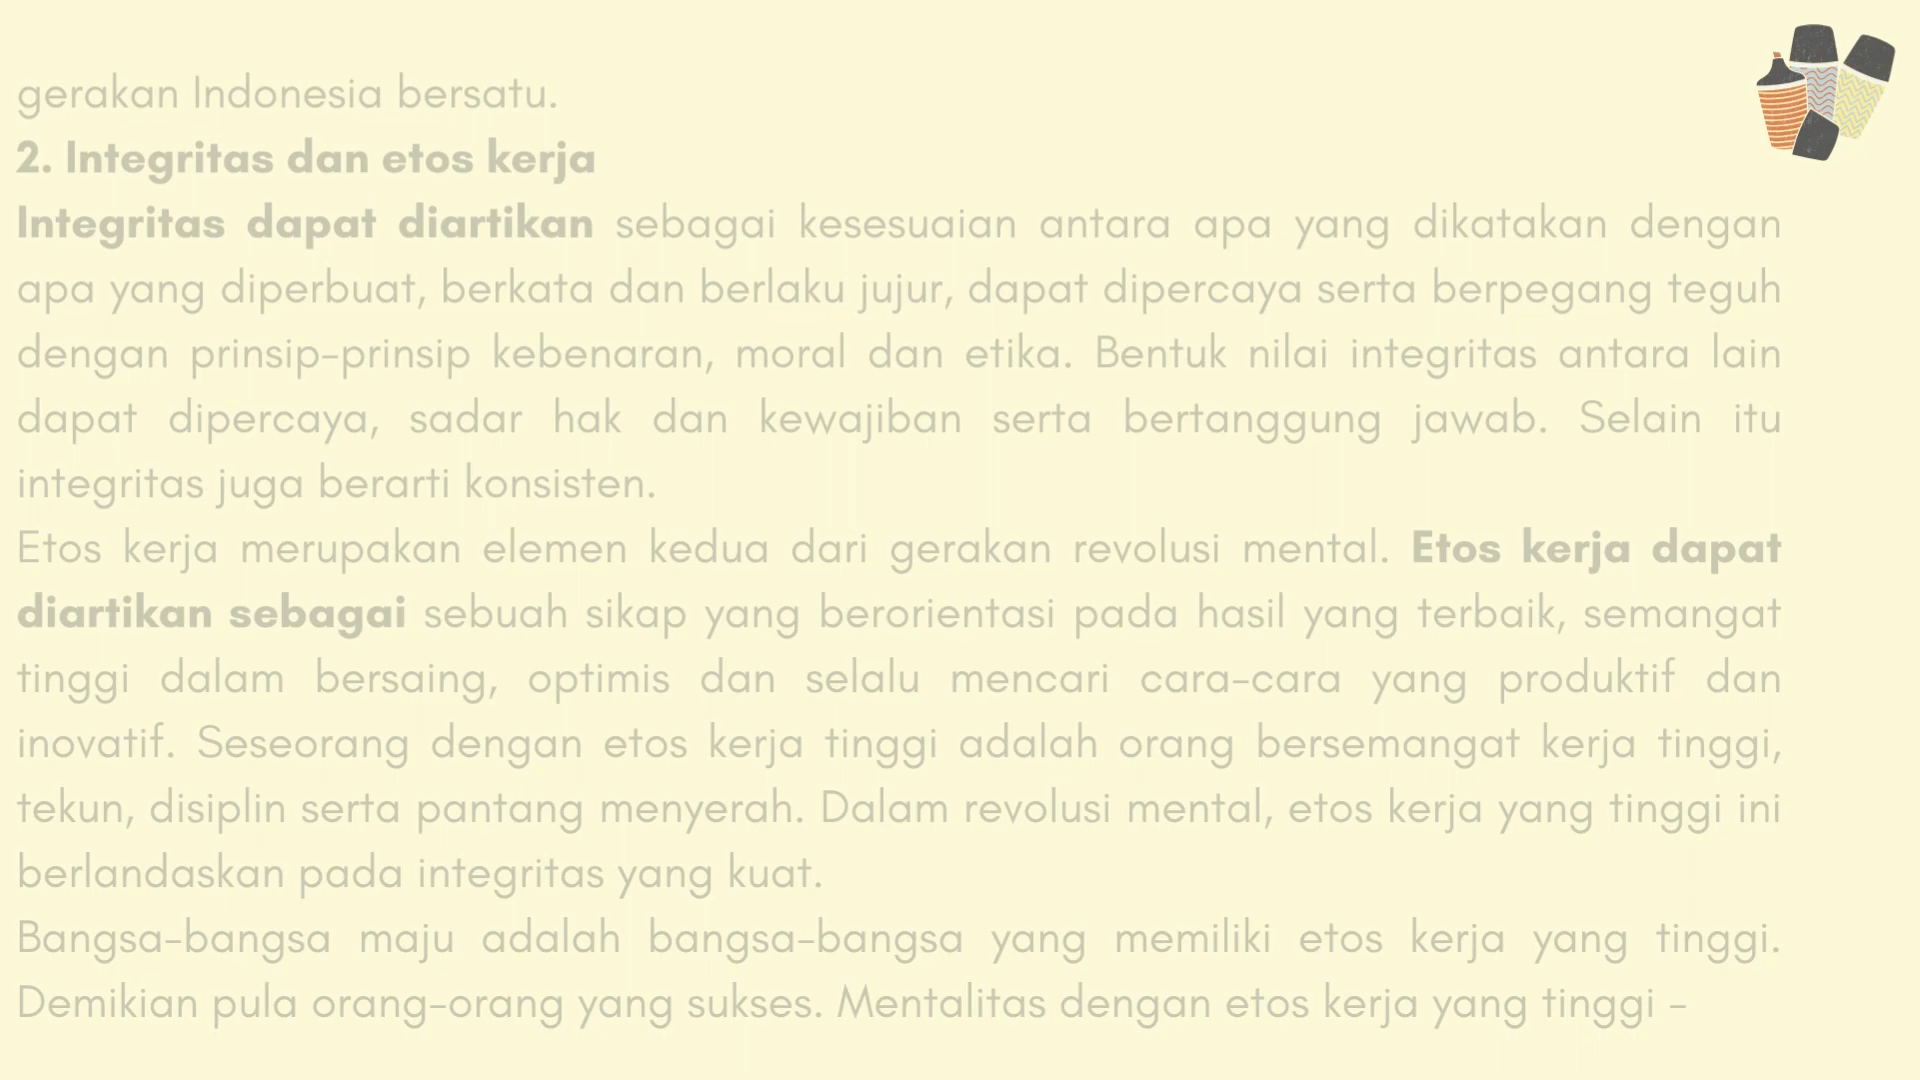 gerakan Indonesia bersatu.
2. Integritas dan etos kerja
Integritas dapat diartikan sebagai kesesuaian antara apa yang dikatakan dengan
apa yang diperbuat, berkata dan berlaku jujur, dapat dipercaya serta berpegang teguh
dengan prinsip-prinsip kebenaran, moral dan etika. Bentuk nilai integritas antara lain
dapat dipercaya, sadar hak dan kewajiban serta bertanggung jawab. Selain itu
integritas juga berarti konsisten.
Etos kerja merupakan elemen kedua dari gerakan revolusi mental. Etos kerja dapat
diartikan sebagai sebuah sikap yang berorientasi pada hasil yang terbaik, semangat
tinggi dalam bersaing, optimis dan selalu mencari cara-cara yang produktif dan
inovatif. Seseorang dengan etos kerja tinggi adalah orang bersemangat kerja tinggi,
tekun, disiplin serta pantang menyerah. Dalam revolusi mental, etos kerja yang tinggi ini
berlandaskan pada integritas yang kuat.
Bangsa-bangsa maju adalah bangsa-bangsa yang memiliki etos kerja yang tinggi.
Demikian pula orang-orang yang sukses. Mentalitas dengan etos kerja yang tinggi -